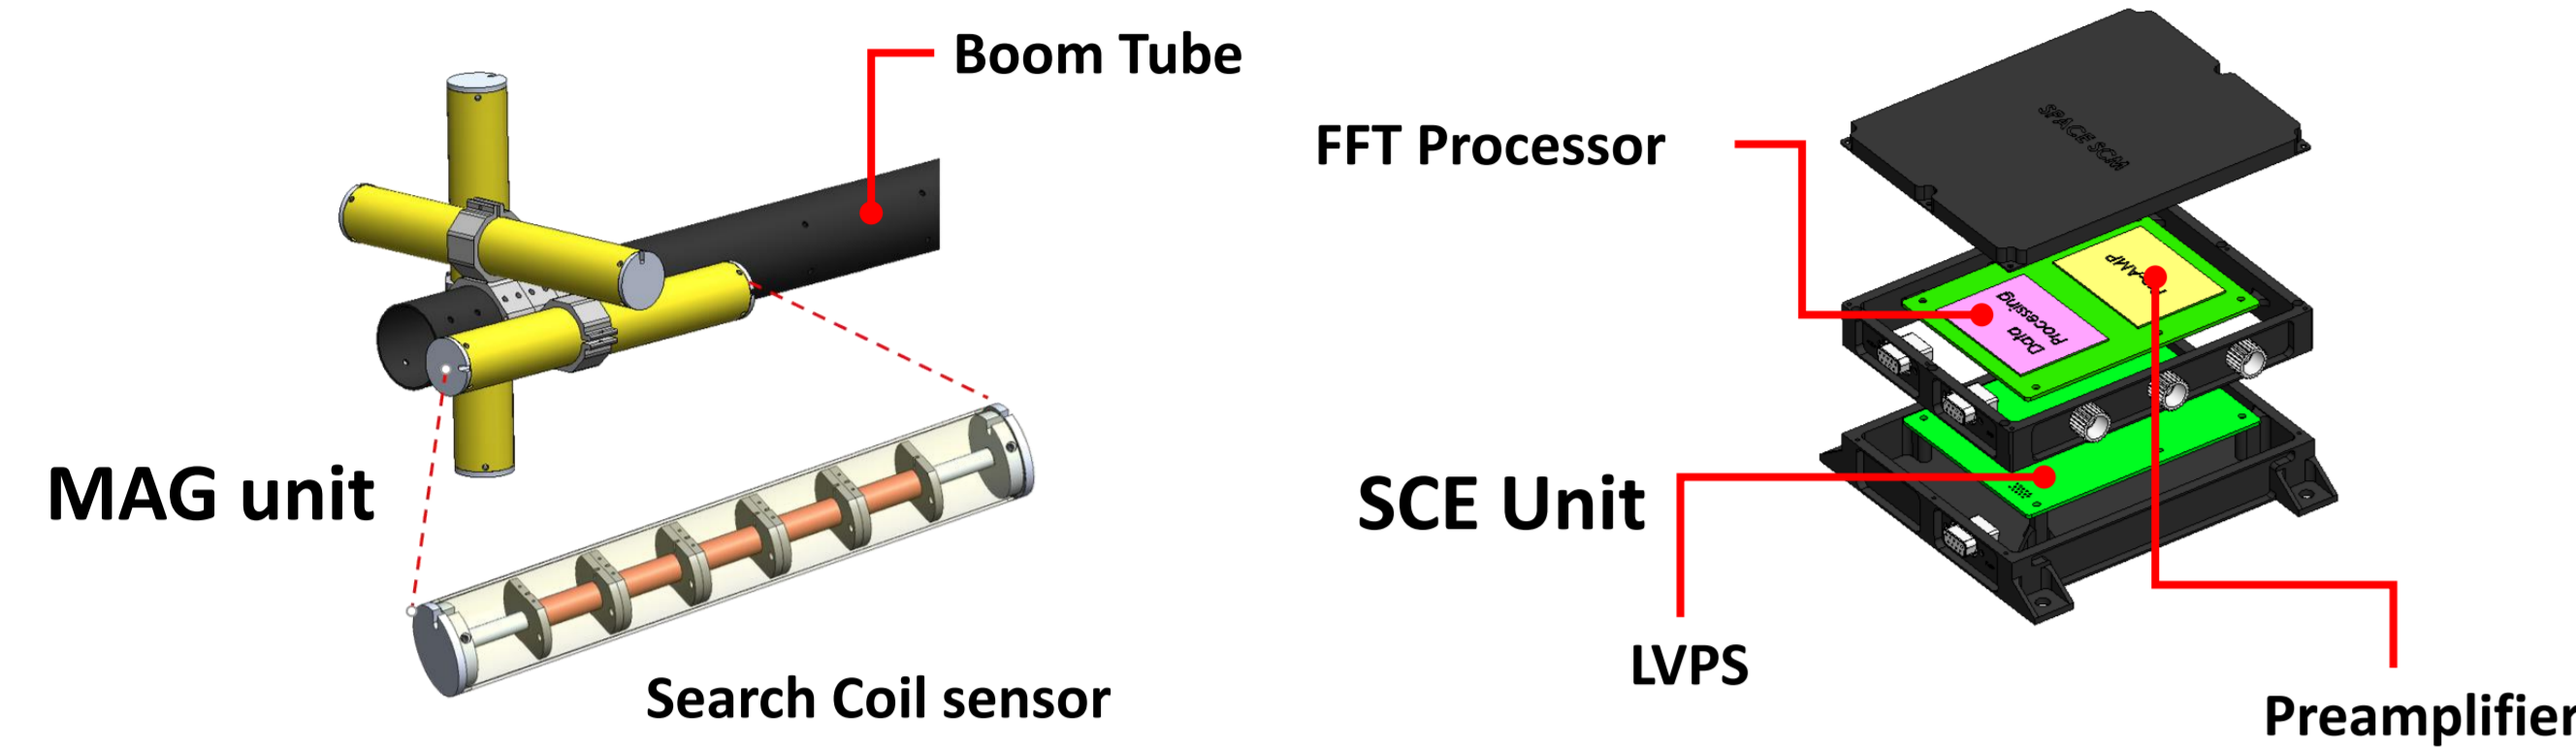 Boom Tube
FFT Processor
SPACE SCM
Data
Processing
MAG unit
SCE Unit
Search Coil sensor
LVPS
Preamplifier